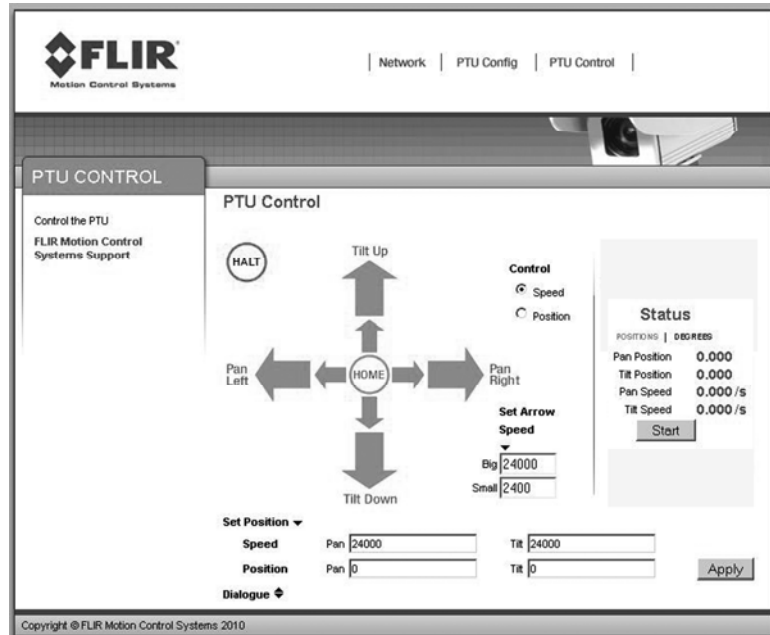 FLIR
Motion Control Systems
| Network | PTU Config | PTU Control |
PTU CONTROL
Control the PTU
FLIR Motion Control
Systems Support
PTU Control
HALT
Tilt Up
Pan
Left
HOME
Pan
Right
Tilt Down
Control
Speed
Position
Set Arrow
Speed
Big 24000
Small 2400
Status
POSITIONS | DEGREES
Pan Position 0.000
Tilt Position 0.000
Pan Speed 0.000 /s
Tilt Speed 0.000 /s
Start
Set Position
Speed Pan 24000 Tilt 24000
Position Pan 0 Tilt 0
Apply
Dialogue
Copyright © FLIR Motion Control Systems 2010